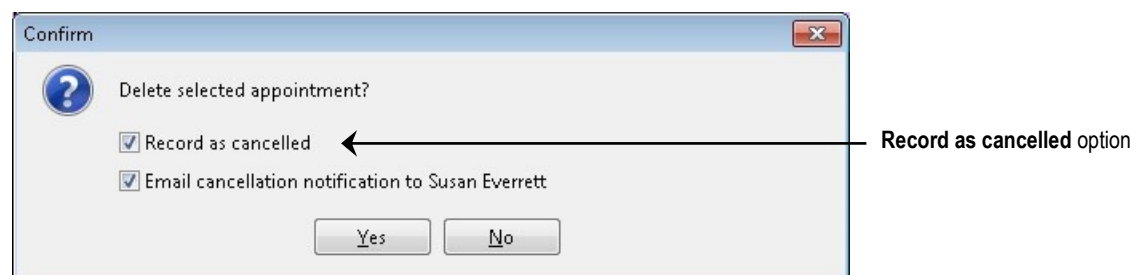 Confirm
Delete selected appointment?
Record as cancelled
Record as cancelled option
Email cancellation notification to Susan Everrett
Yes No